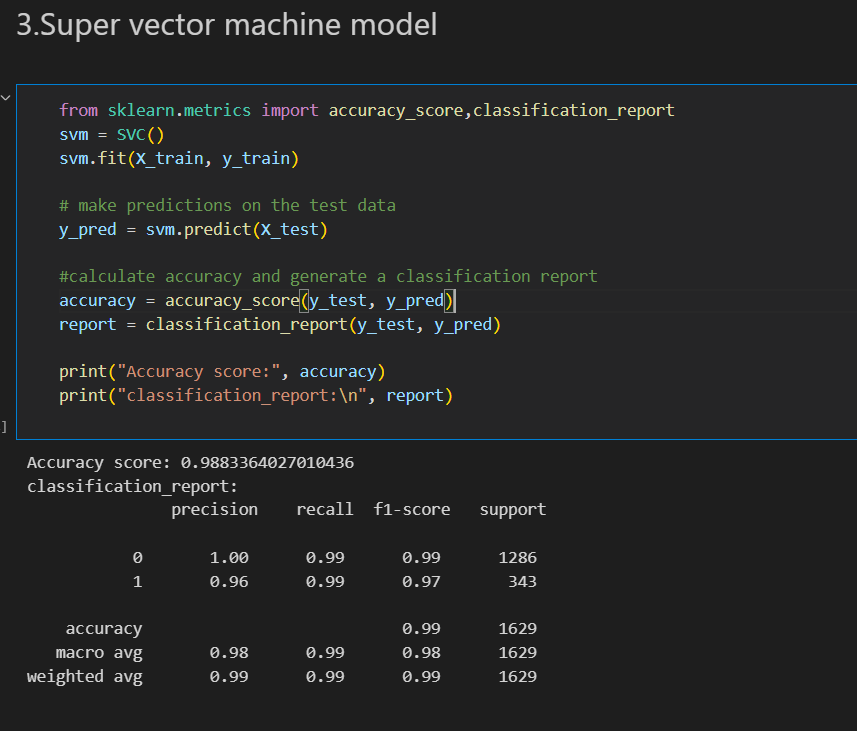 3.Super vector machine model
from sklearn.metrics import accuracy_score,classification_report
svm = SVC()
svm.fit(X_train, y_train)
# make predictions on the test data
y_pred = svm.predict(X_test)
#calculate accuracy and generate a classification report
accuracy = accuracy_score(y_test, y_pred)
report = classification_report(y_test, y_pred)
print("Accuracy score:", accuracy)
print("classification_report:\n", report)
]
Accuracy score: 0.9883364027010436
classification_report:
precision recall f1-score support
0 1.00 0.99 0.99 1286
1 0.96 0.99 0.97 343
accuracy 0.99 1629
macro avg 0.98 0.99 0.98 1629
weighted avg 0.99 0.99 0.99 1629